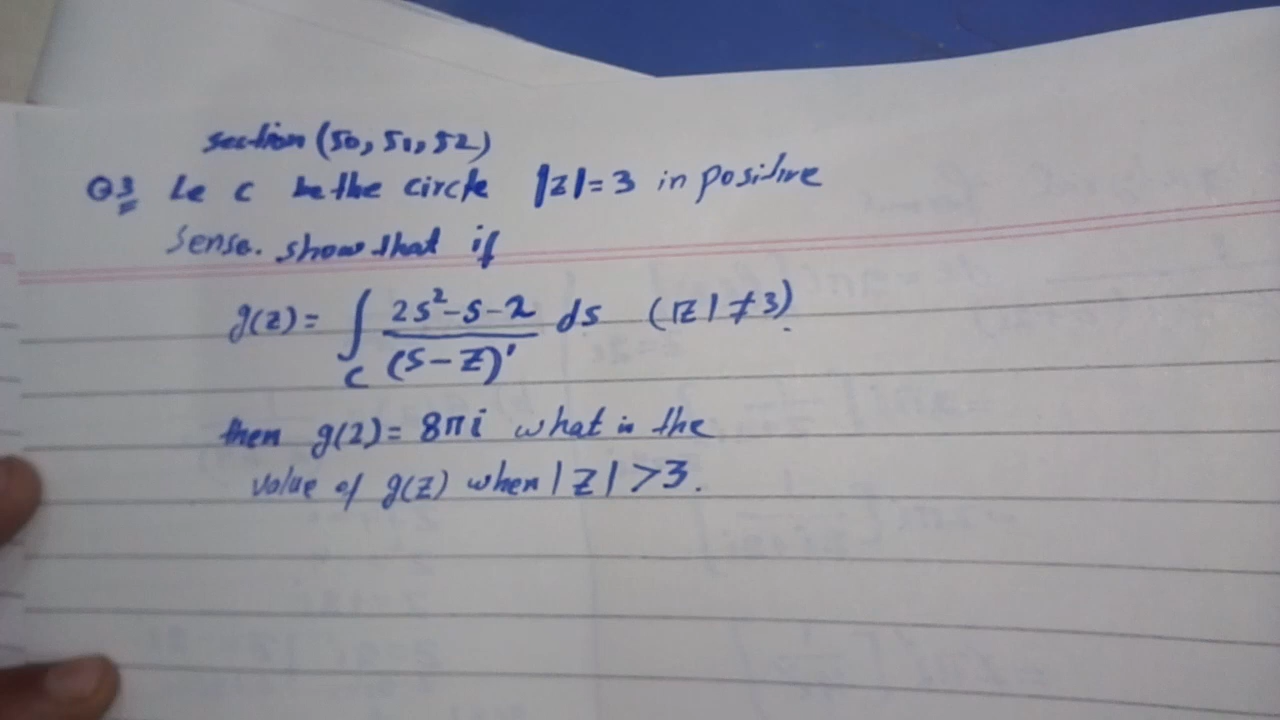 section (50, 51, 52)
Q3 Le c be the circle |z|=3 in positive
Sense. show that if
g(z)= ∫c (2s²-s-2)/(s-z)' ds (|z|≠3).
then g(2)= 8πi what is the
value of g(z) when |z|>3.